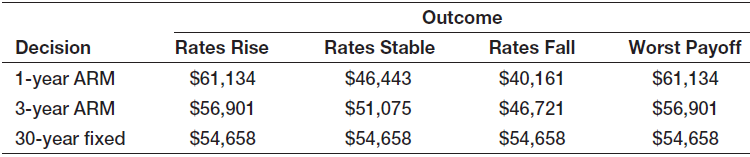 Outcome
Decision Rates Rise Rates Stable Rates Fall Worst Payoff
1-year ARM $61,134 $46,443 $40,161 $61,134
3-year ARM $56,901 $51,075 $46,721 $56,901
30-year fixed $54,658 $54,658 $54,658 $54,658